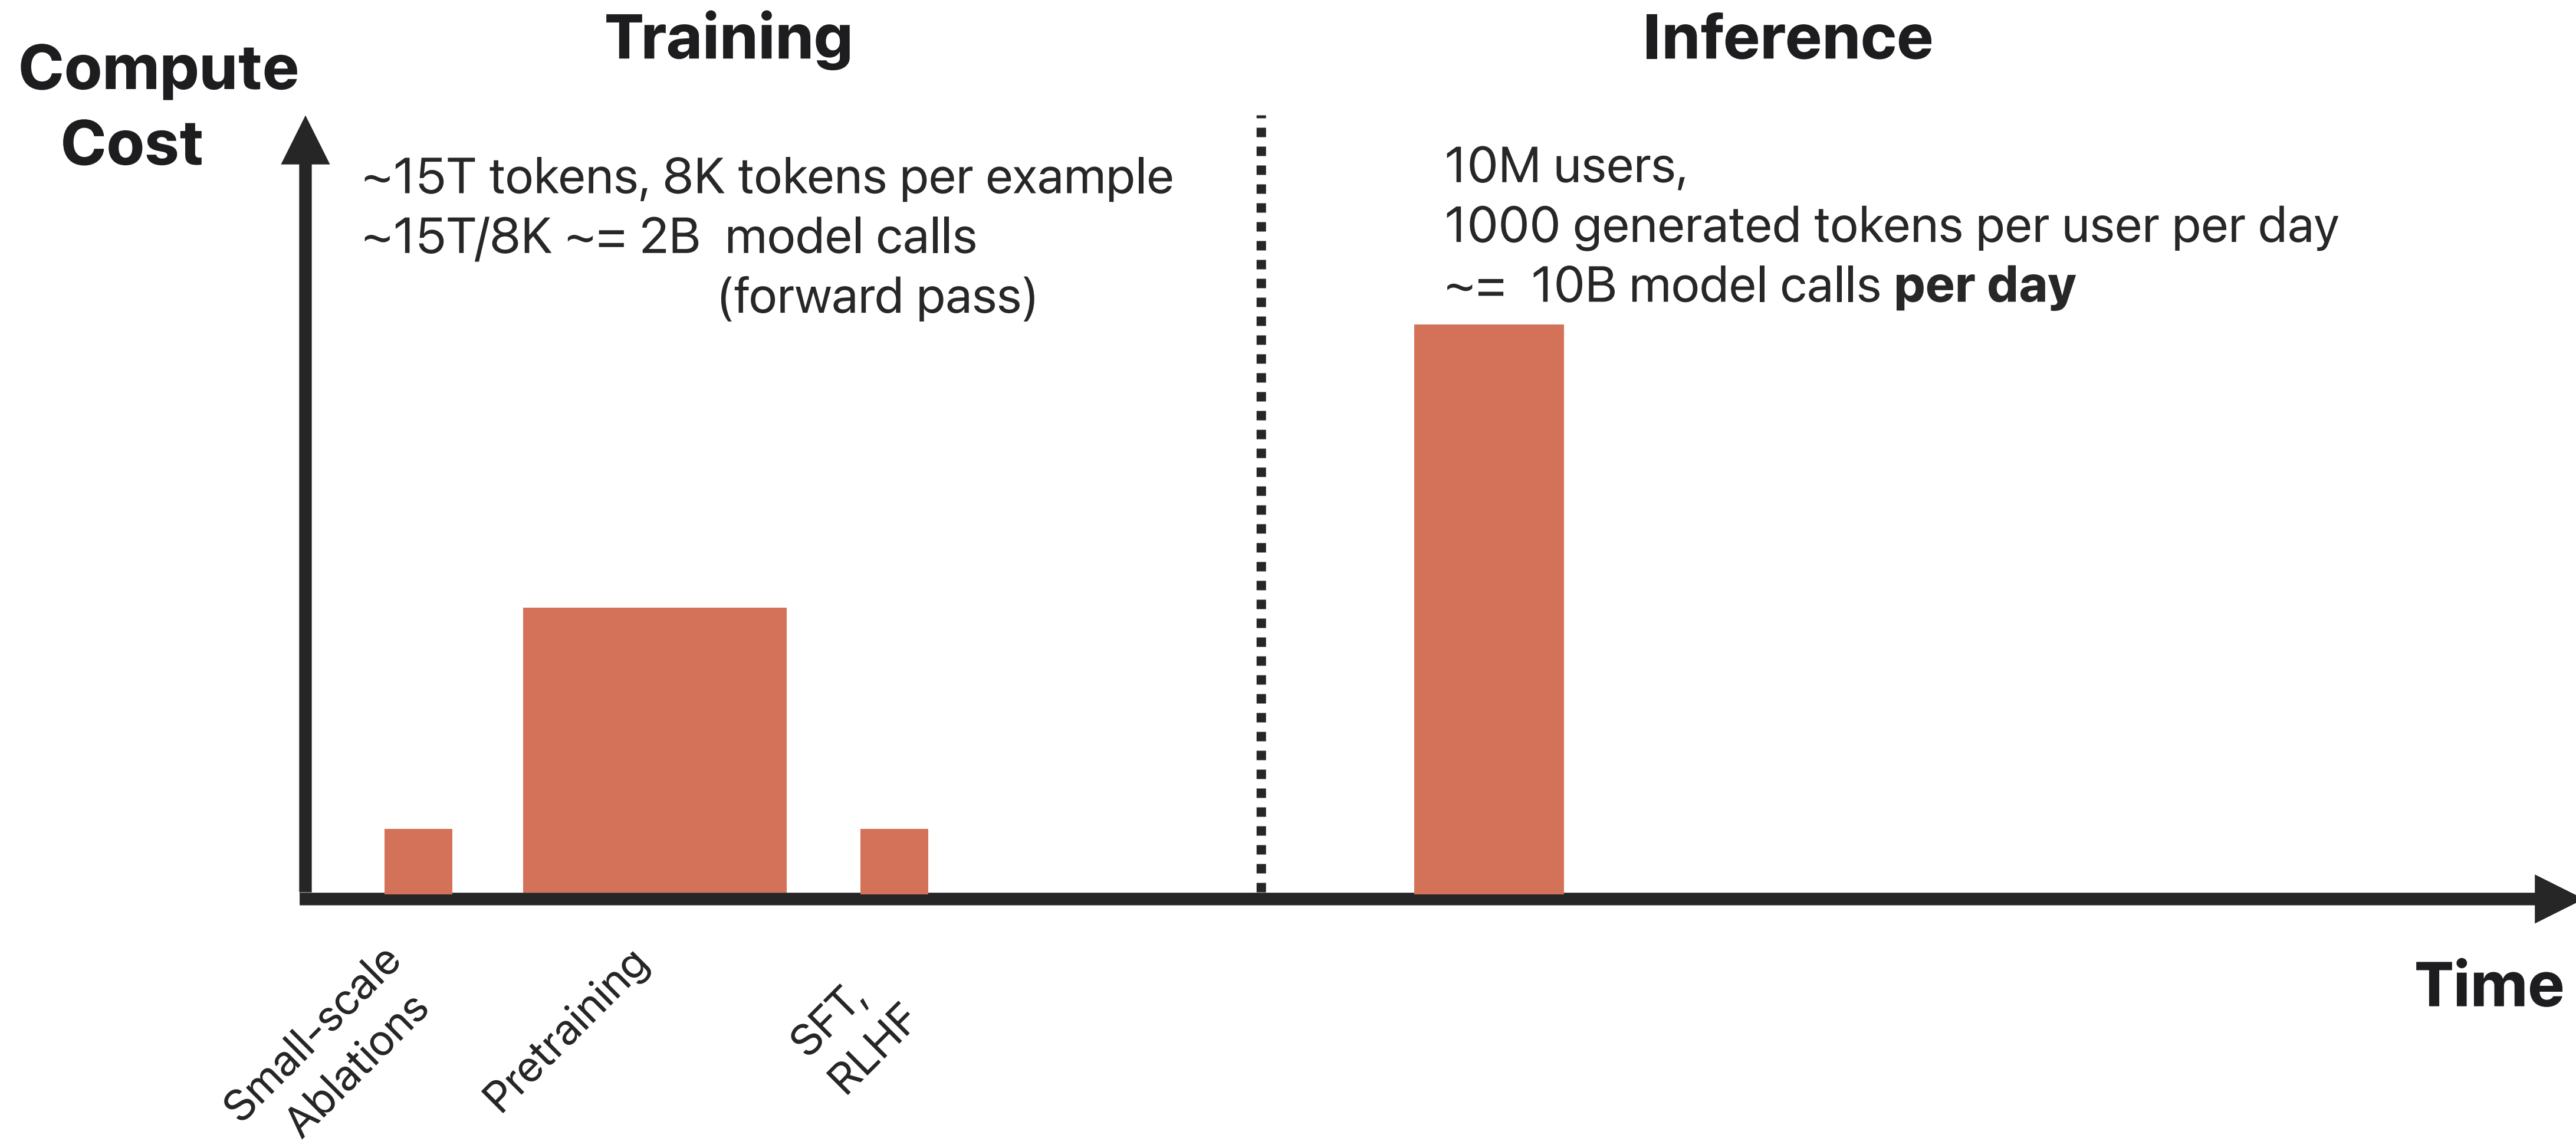 Training
Inference
Compute
Cost
~15T tokens, 8K tokens per example
~15T/8K ~= 2B  model calls
(forward pass)
10M users,
1000 generated tokens per user per day
~=  10B model calls per day
Small-scale
Ablations
Pretraining
SFT,
RLHF
Time